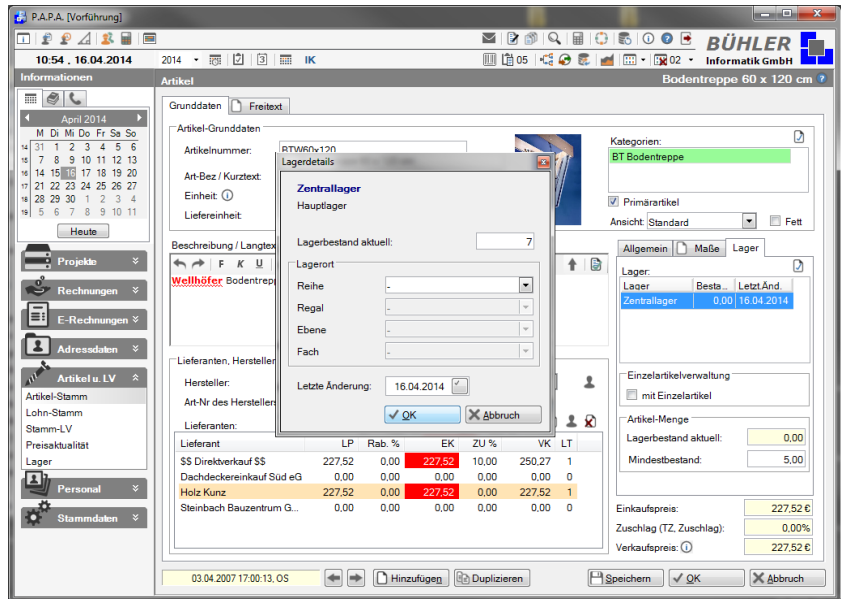 P.A.P.A. [Vorführung]
10:54 , 16.04.2014
2014
3
IK
05
02
BÜHLER
Informatik GmbH
Informationen
Artikel
Bodentreppe 60 x 120 cm
April 2014
M Di Mi Do Fr Sa So
14 31 1 2 3 4 5 6
15 7 8 9 10 11 12 13
16 14 15 16 17 18 19 20
17 21 22 23 24 25 26 27
18 28 29 30 1 2 3 4
19 5 6 7 8 9 10 11
Heute
Projekte
Rechnungen
E-Rechnungen
Adressdaten
Artikel u. LV
Artikel-Stamm
Lohn-Stamm
Stamm-LV
Preisaktualität
Lager
Personal
Stammdaten
Grunddaten
Freitext
Artikel-Grunddaten
Artikelnummer: BTW60x120
Art-Bez / Kurztext:
Einheit:
Liefereinheit:
Kategorien:
BT Bodentreppe
Primärartikel
Ansicht: Standard
Fett
Beschreibung / Langtex
F K U
Wellhöfer Bodentrepp
Lagerdetails
Zentrallager
Hauptlager
Lagerbestand aktuell: 7
Lagerort
Reihe -
Regal -
Ebene -
Fach -
Letzte Änderung: 16.04.2014
OK
Abbruch
Allgemein
Maße
Lager
Lager:
Lager Besta... Letzt.Änd.
Zentrallager 0,00 16.04.2014
Einzelartikelverwaltung
mit Einzelartikel
Artikel-Menge
Lagerbestand aktuell: 0,00
Mindestbestand: 5,00
Lieferanten, Hersteller
Hersteller:
Art-Nr des Herstellers
Lieferanten:
Lieferant LP Rab. % EK ZU % VK LT
$$ Direktverkauf $$ 227,52 0,00 227,52 10,00 250,27 1
Dachdeckereinkauf Süd eG 0,00 0,00 0,00 0,00 0,00 0
Holz Kunz 227,52 0,00 227,52 0,00 227,52 1
Steinbach Bauzentrum G... 0,00 0,00 0,00 0,00 0,00 0
Einkaufspreis: 227,52 €
Zuschlag (TZ, Zuschlag): 0,00%
Verkaufspreis: 227,52 €
03.04.2007 17:00:13, OS
Hinzufügen
Duplizieren
Speichern
OK
Abbruch